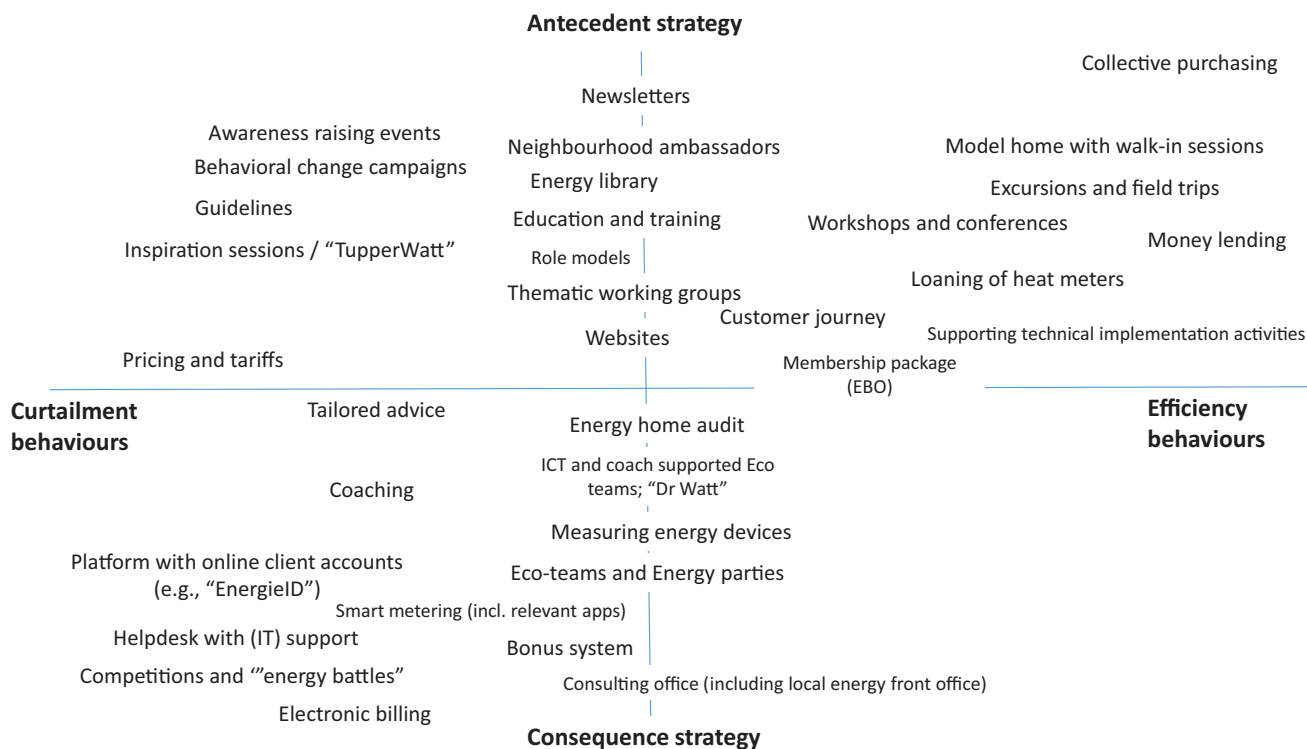 Antecedent strategy
Collective purchasing
Newsletters
Awareness raising events
Neighbourhood ambassadors
Model home with walk-in sessions
Behavioral change campaigns
Energy library
Excursions and field trips
Guidelines
Education and training
Workshops and conferences
Money lending
Inspiration sessions / “TupperWatt”
Role models
Loaning of heat meters
Thematic working groups
Customer journey
Supporting technical implementation activities
Websites
Pricing and tariffs
Membership package
(EBO)
Curtailment
behaviours
Tailored advice
Efficiency
behaviours
Energy home audit
ICT and coach supported Eco
teams; “Dr Watt”
Coaching
Measuring energy devices
Platform with online client accounts
(e.g., “EnergieID”)
Eco-teams and Energy parties
Smart metering (incl. relevant apps)
Helpdesk with (IT) support
Bonus system
Competitions and ‘”energy battles”
Consulting office (including local energy front office)
Electronic billing
Consequence strategy